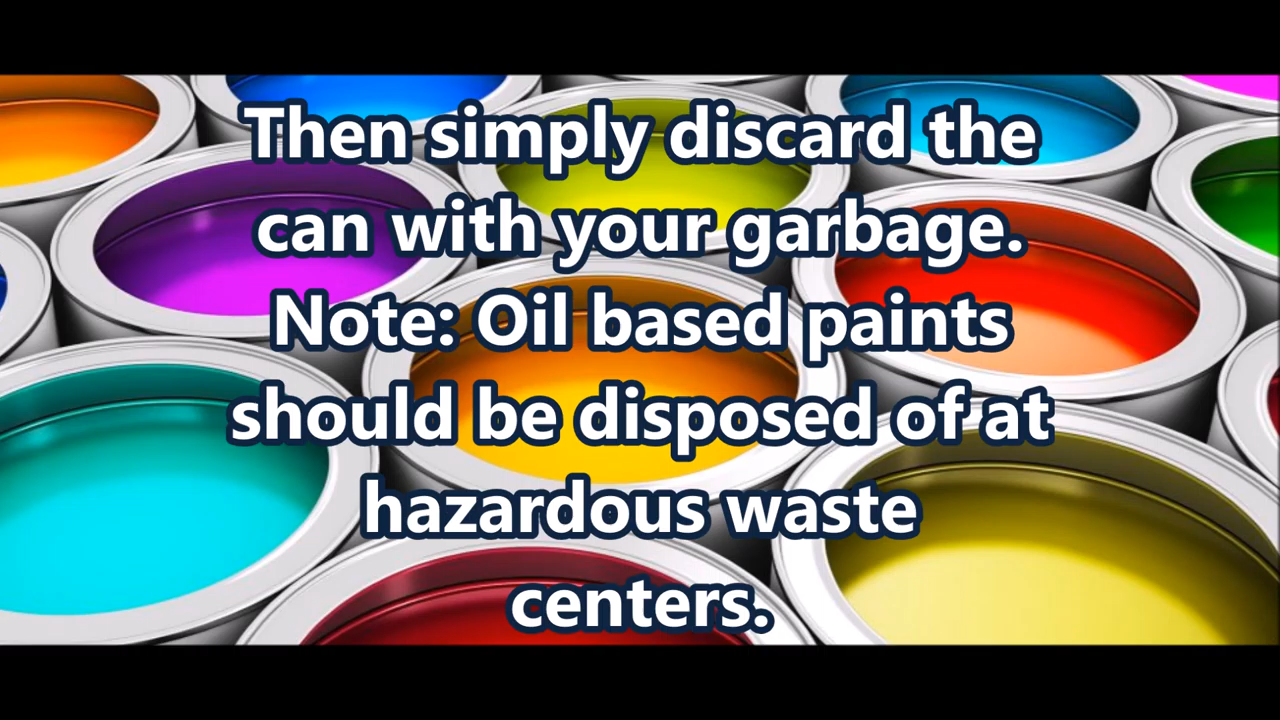 Then simply discard the
can with your garbage.
Note: Oil based paints
should be disposed of at
hazardous waste
centers.